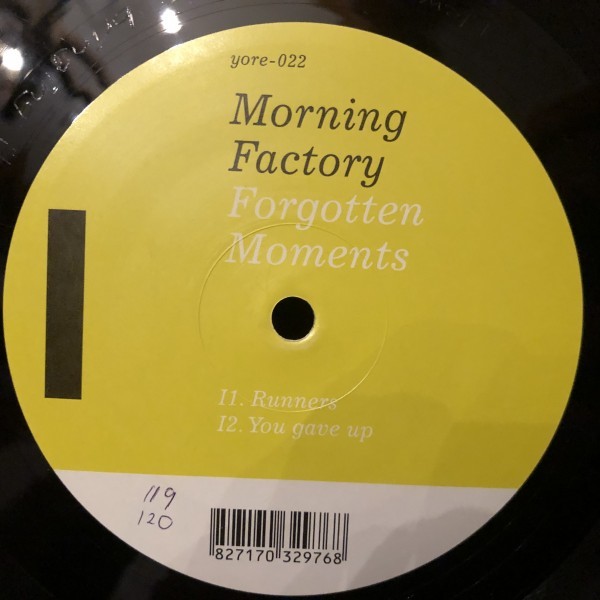 yore-022
Morning
Factory
Forgotten
Moments
I1. Runners
I2. You gave up
119
120
827170 329768